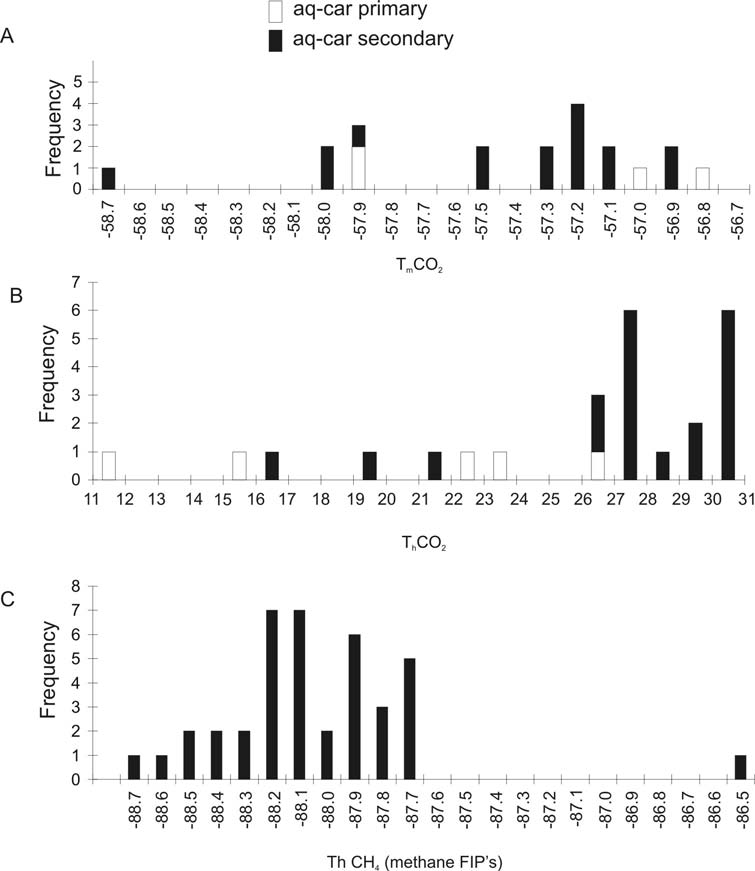 aq-car primary
aq-car secondary
A
Frequency
5
4
3
2
1
0
-58.7 -58.6 -58.5 -58.4 -58.3 -58.2 -58.1 -58.0 -57.9 -57.8 -57.7 -57.6 -57.5 -57.4 -57.3 -57.2 -57.1 -57.0 -56.9 -56.8 -56.7
TmCO2
B
Frequency
7
6
5
4
3
2
1
0
11 12 13 14 15 16 17 18 19 20 21 22 23 24 25 26 27 28 29 30 31
ThCO2
C
Frequency
8
7
6
5
4
3
2
1
0
-88.7 -88.6 -88.5 -88.4 -88.3 -88.2 -88.1 -88.0 -87.9 -87.8 -87.7 -87.6 -87.5 -87.4 -87.3 -87.2 -87.1 -87.0 -86.9 -86.8 -86.7 -86.6 -86.5
Th CH4 (methane FIP's)